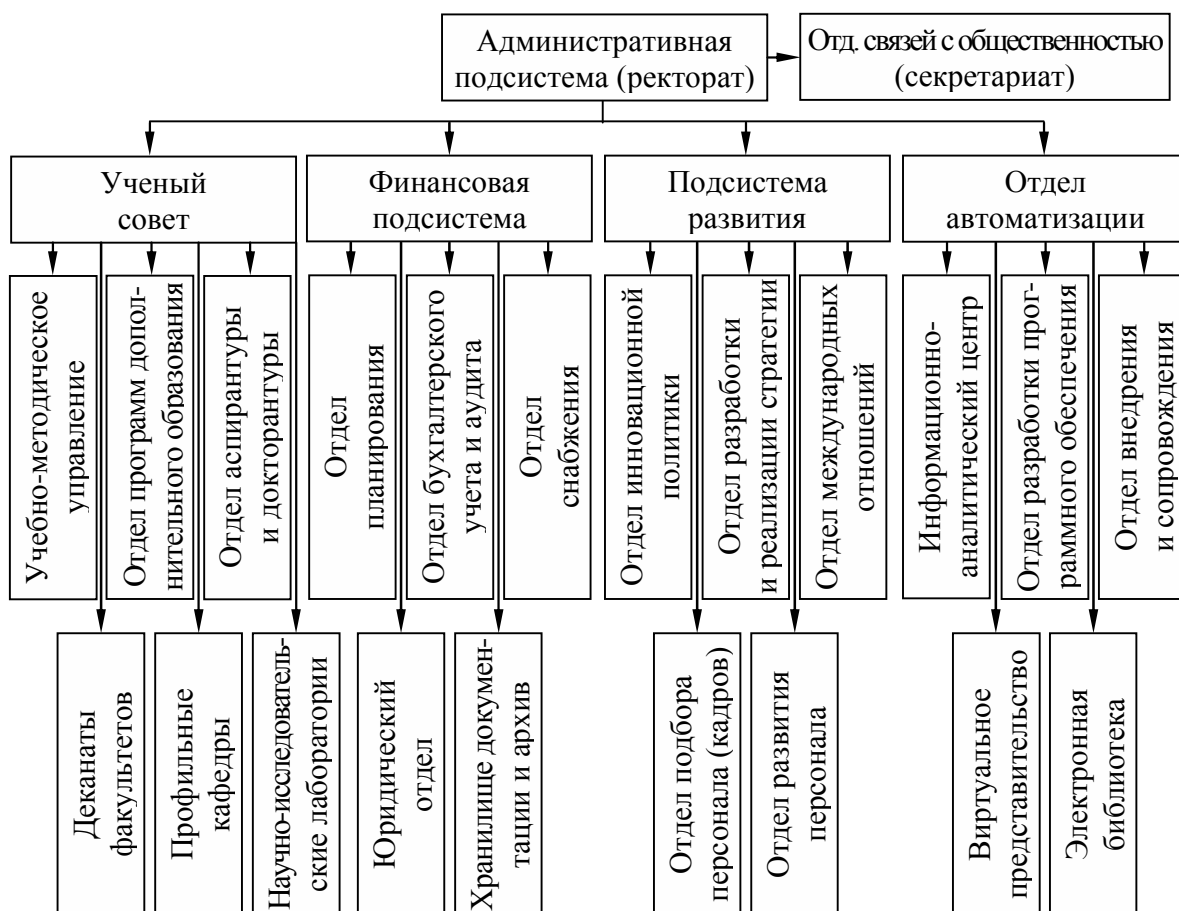 Административная
подсистема (ректорат)
Отд. связей с общественностью
(секретариат)
Ученый
совет
Финансовая
подсистема
Подсистема
развития
Отдел
автоматизации
Учебно-методическое
управление
Отдел программ допол-
нительного образования
Отдел аспирантуры
и докторантуры
Отдел
планирования
Отдел бухгалтерского
учета и аудита
Отдел
снабжения
Отдел инновационной
политики
Отдел разработки
и реализации стратегии
Отдел международных
отношений
Информационно-
аналитический центр
Отдел разработки прог-
раммного обеспечения
Отдел внедрения
и сопровождения
Деканаты
факультетов
Профильные
кафедры
Научно-исследователь-
ские лаборатории
Юридический
отдел
Хранилище докумен-
тации и архив
Отдел подбора
персонала (кадров)
Отдел развития
персонала
Виртуальное
представительство
Электронная
библиотека